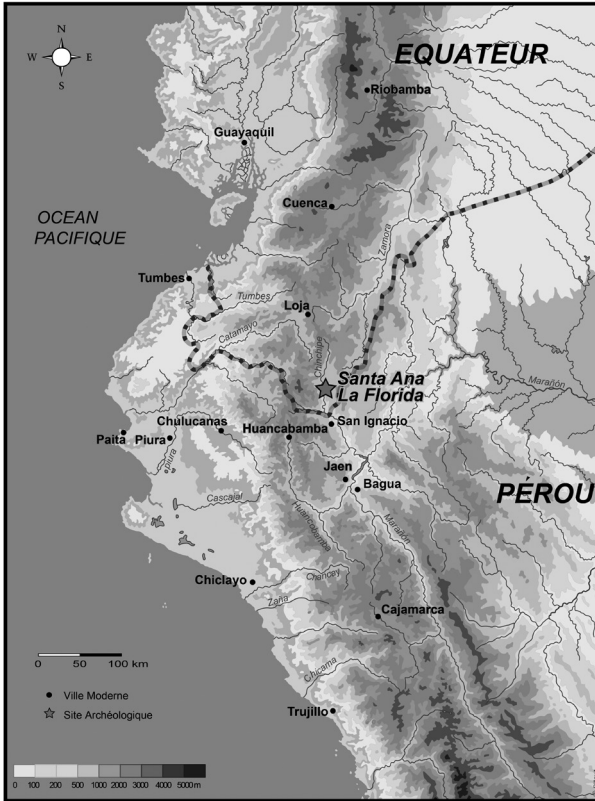 N
W
E
S
EQUATEUR
Riobamba
Guayaquil
Cuenca
OCEAN
PACIFIQUE
Zamora
Tumbes
Tumbes
Loja
Catamayo
Chinchipe
Santa Ana
La Florida
Marañón
Chulucanas
Huancabamba
San Ignacio
Paita
Piura
piura
Jaen
Bagua
PÉROU
Cascajal
Huancabamba
Marañón
Chiclayo
Chancay
Zaña
Cajamarca
0 50 100 km
Chicama
Ville Moderne
Site Archéologique
Trujillo
0 100 200 500 1000 2000 3000 4000 5000m